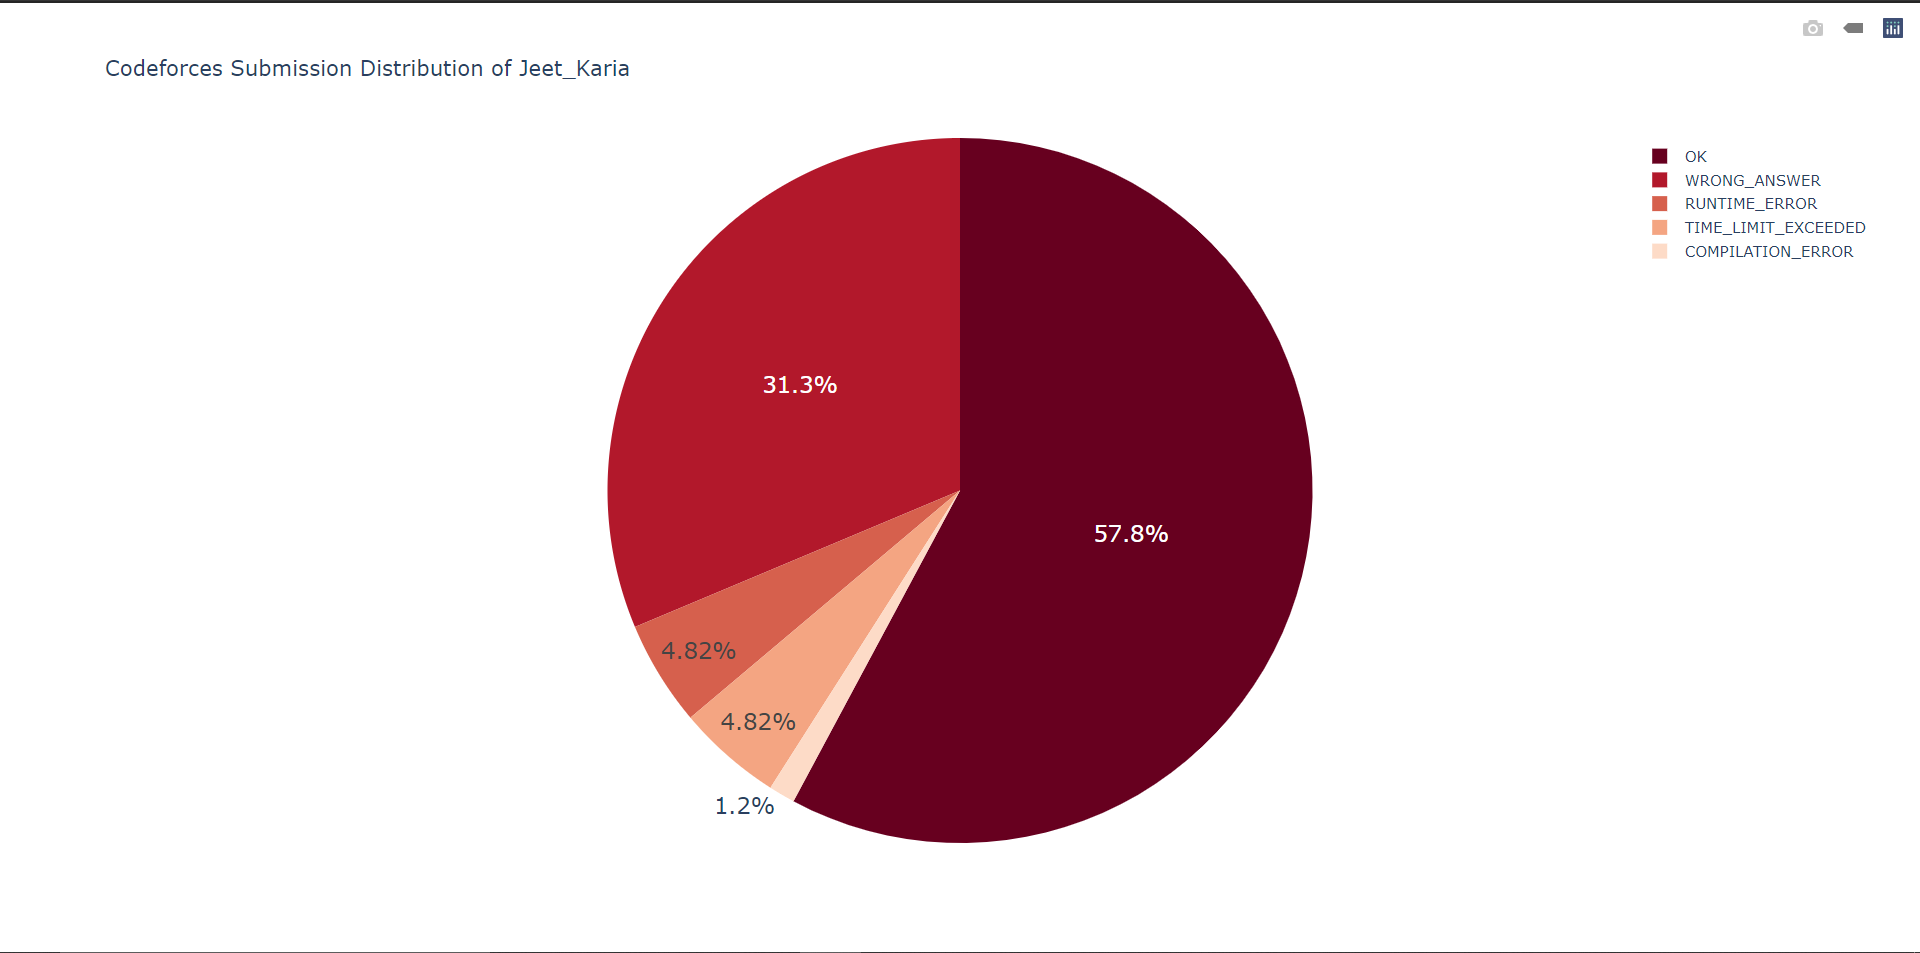 Codeforces Submission Distribution of Jeet_Karia
OK
WRONG_ANSWER
RUNTIME_ERROR
TIME_LIMIT_EXCEEDED
COMPILATION_ERROR
31.3%
57.8%
4.82%
4.82%
1.2%